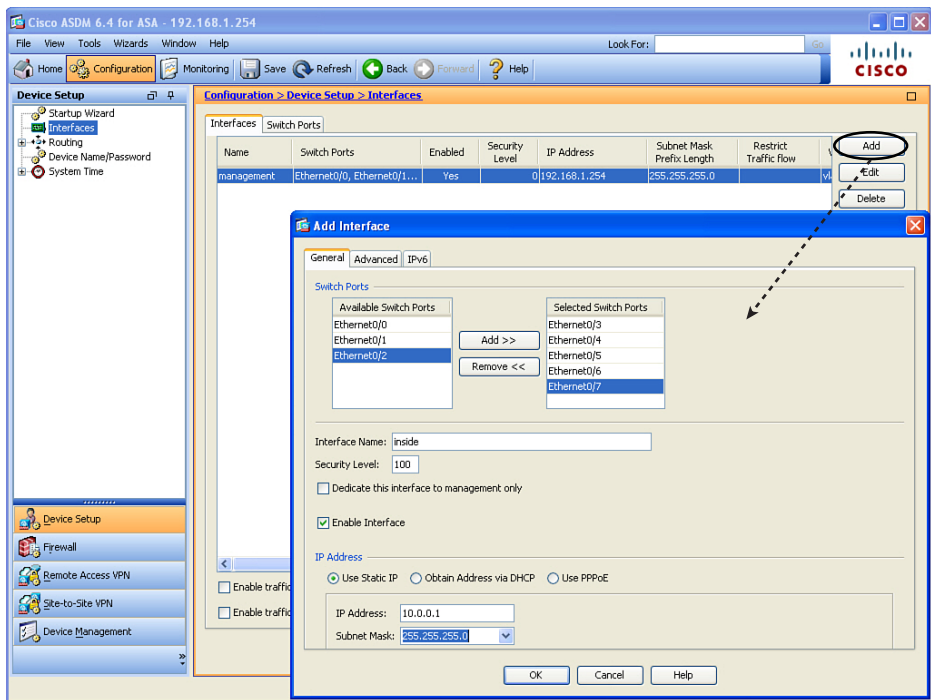 Cisco ASDM 6.4 for ASA - 192.168.1.254
File View Tools Wizards Window Help
Look For:
Go
Home Configuration Monitoring Save Refresh Back Forward Help
CISCO
Device Setup
Startup Wizard
Interfaces
Routing
Device Name/Password
System Time
Configuration > Device Setup > Interfaces
Interfaces Switch Ports
Name Switch Ports Enabled Security Level IP Address Subnet Mask Prefix Length Restrict Traffic flow
management Ethernet0/0, Ethernet0/1... Yes 0 192.168.1.254 255.255.255.0
Add
Edit
Delete
Add Interface
General Advanced IPv6
Switch Ports
Available Switch Ports
Ethernet0/0
Ethernet0/1
Ethernet0/2
Add >>
Remove <<
Selected Switch Ports
Ethernet0/3
Ethernet0/4
Ethernet0/5
Ethernet0/6
Ethernet0/7
Interface Name: inside
Security Level: 100
Dedicate this interface to management only
Enable Interface
IP Address
Use Static IP Obtain Address via DHCP Use PPPoE
IP Address: 10.0.0.1
Subnet Mask: 255.255.255.0
OK Cancel Help
Enable traffic
Enable traffic
Device Setup
Firewall
Remote Access VPN
Site-to-Site VPN
Device Management